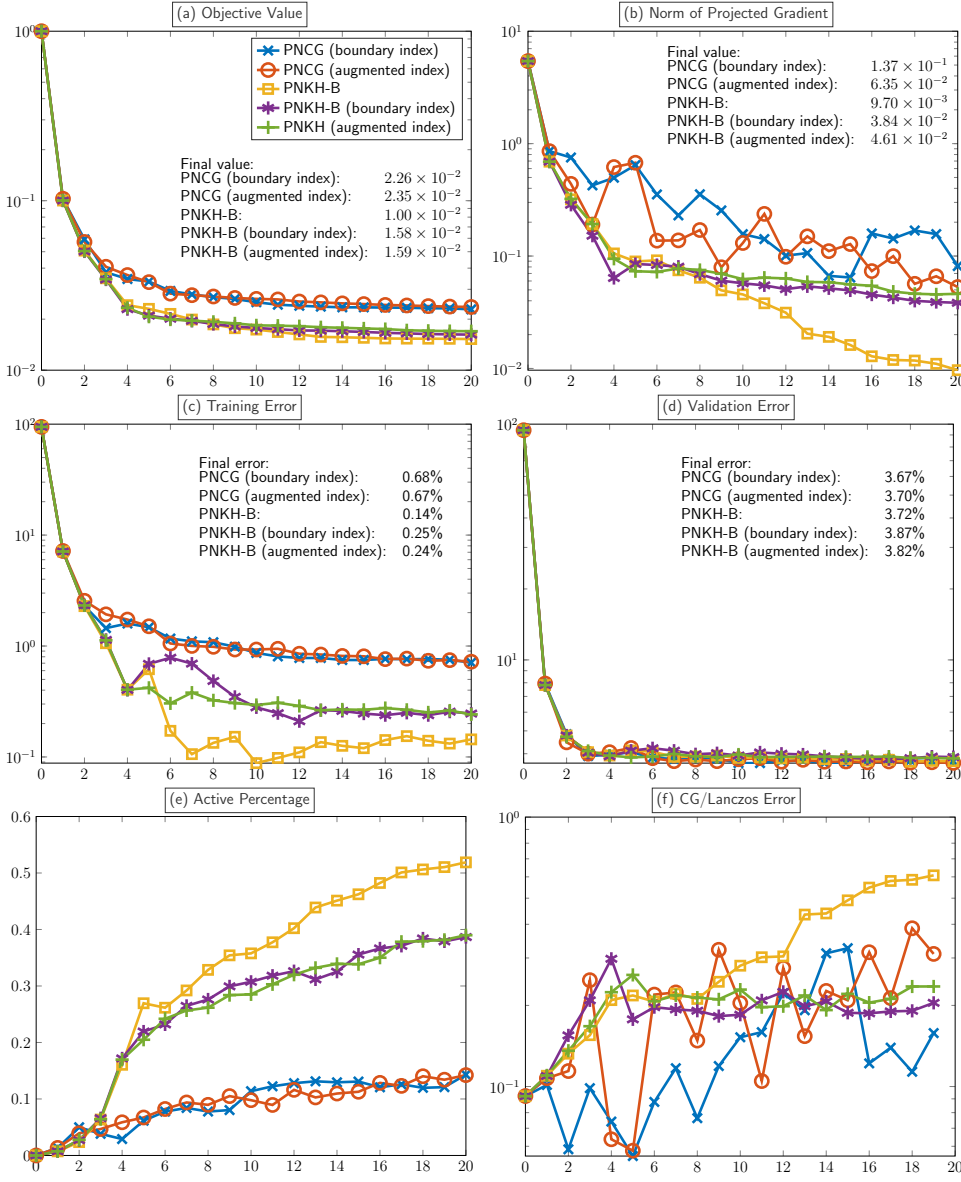 (a) Objective Value
10^0
10^{-1}
10^{-2}
0 2 4 6 8 10 12 14 16 18 20
PNCG (boundary index)
PNCG (augmented index)
PNKH-B
PNKH-B (boundary index)
PNKH (augmented index)
Final value:
PNCG (boundary index): 2.26 × 10^{-2}
PNCG (augmented index): 2.35 × 10^{-2}
PNKH-B: 1.00 × 10^{-2}
PNKH-B (boundary index): 1.58 × 10^{-2}
PNKH-B (augmented index): 1.59 × 10^{-2}
(b) Norm of Projected Gradient
10^1
10^0
10^{-1}
10^{-2}
0 2 4 6 8 10 12 14 16 18 20
Final value:
PNCG (boundary index): 1.37 × 10^{-1}
PNCG (augmented index): 6.35 × 10^{-2}
PNKH-B: 9.70 × 10^{-3}
PNKH-B (boundary index): 3.84 × 10^{-2}
PNKH-B (augmented index): 4.61 × 10^{-2}
(c) Training Error
10^2
10^1
10^0
10^{-1}
0 2 4 6 8 10 12 14 16 18 20
Final error:
PNCG (boundary index): 0.68%
PNCG (augmented index): 0.67%
PNKH-B: 0.14%
PNKH-B (boundary index): 0.25%
PNKH-B (augmented index): 0.24%
(d) Validation Error
10^2
10^1
0 2 4 6 8 10 12 14 16 18 20
Final error:
PNCG (boundary index): 3.67%
PNCG (augmented index): 3.70%
PNKH-B: 3.72%
PNKH-B (boundary index): 3.87%
PNKH-B (augmented index): 3.82%
(e) Active Percentage
0.6
0.5
0.4
0.3
0.2
0.1
0
0 2 4 6 8 10 12 14 16 18 20
(f) CG/Lanczos Error
10^0
10^{-1}
0 2 4 6 8 10 12 14 16 18 20